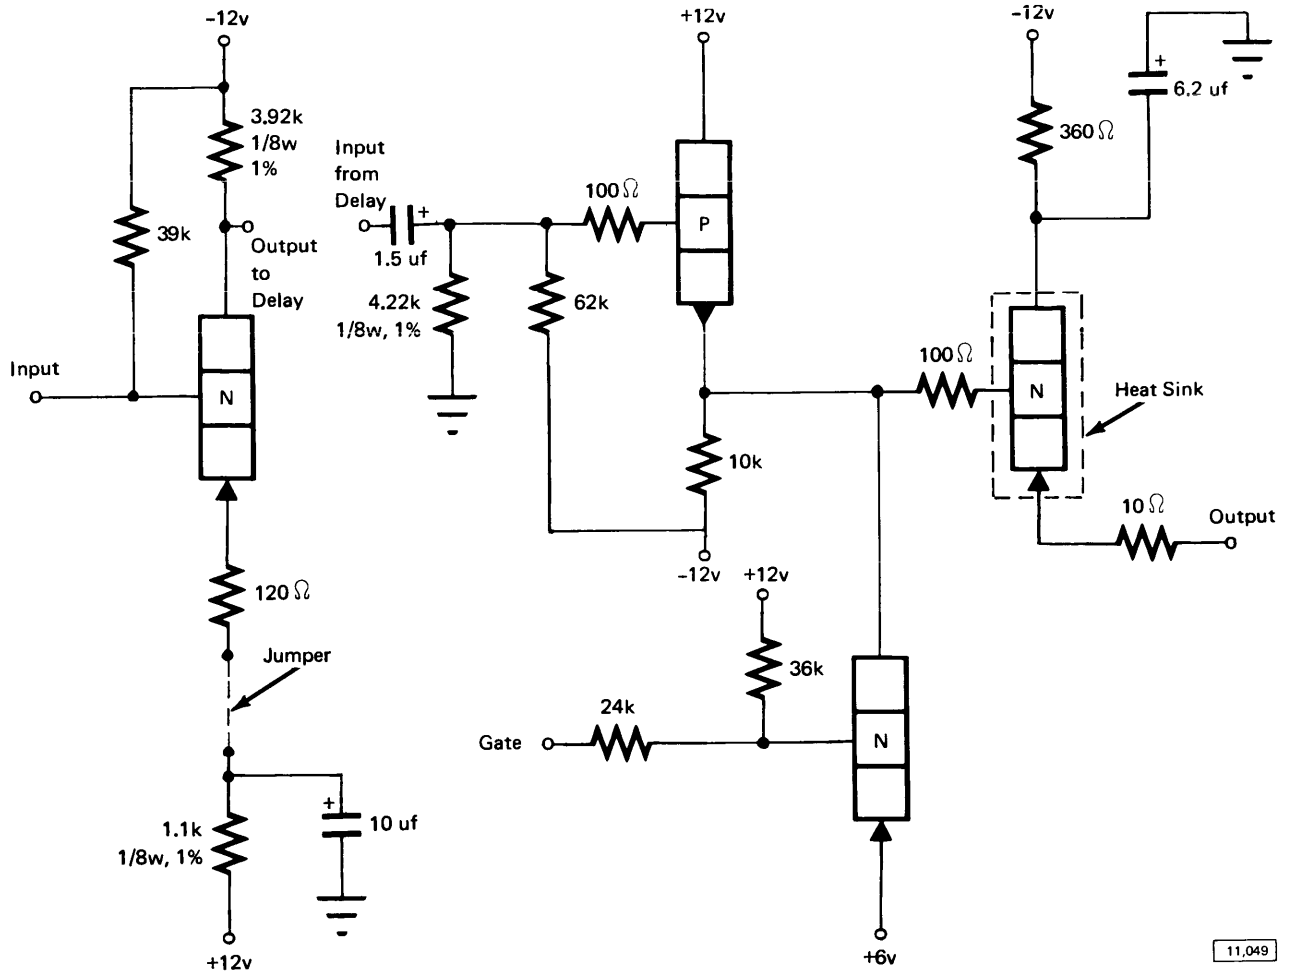 -12v
+12v
-12v
3.92k
1/8w
1%
Input
from
Delay
+
1.5 uf
100Ω
P
360Ω
+
6.2 uf
39k
Output
to
Delay
4.22k
1/8w, 1%
62k
Input
N
100Ω
N
Heat Sink
10k
10Ω
Output
-12v
+12v
120Ω
Jumper
36k
24k
Gate
N
+
10 uf
1.1k
1/8w, 1%
+12v
+6v
11,049